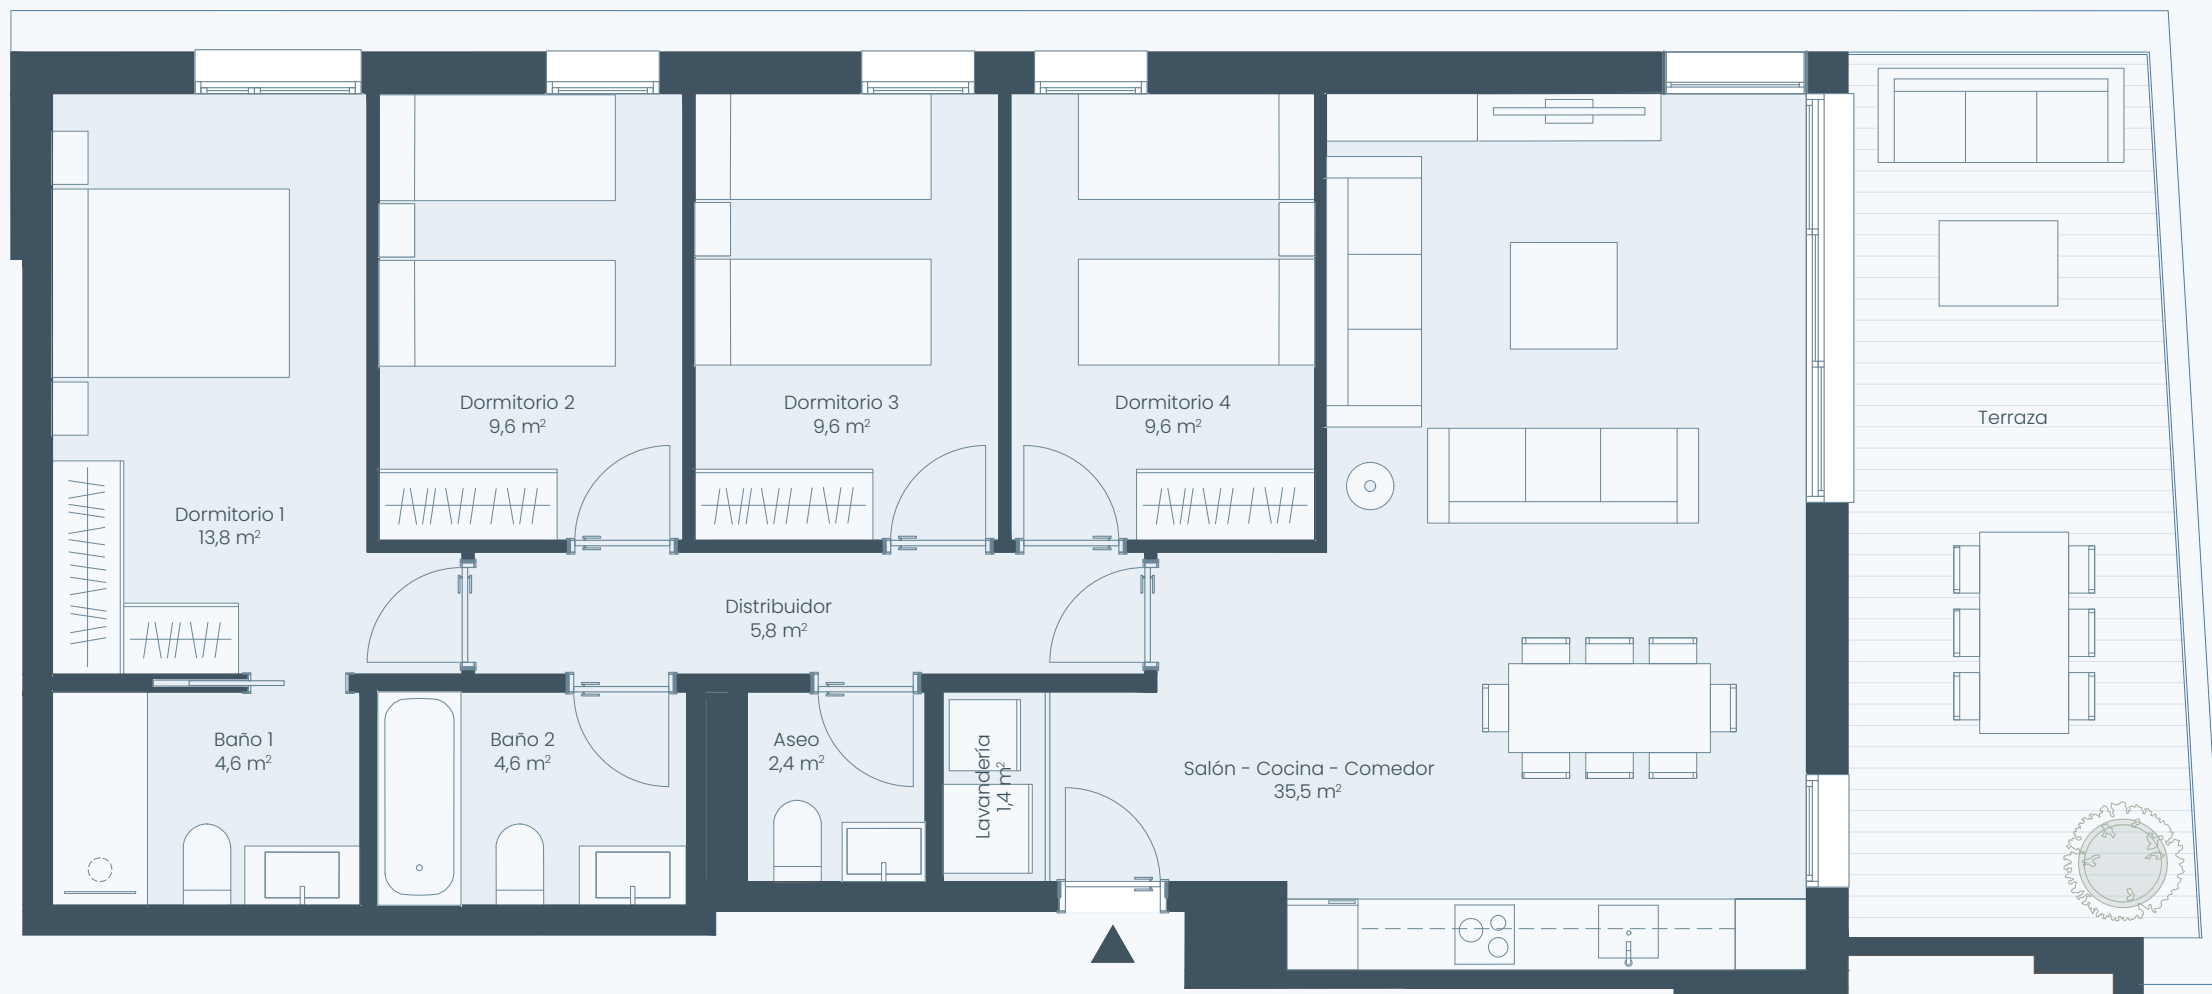 Dormitorio 2
9,6 m²
Dormitorio 3
9,6 m²
Dormitorio 4
9,6 m²
Terraza
Dormitorio 1
13,8 m²
Distribuidor
5,8 m²
Baño 1
4,6 m²
Baño 2
4,6 m²
Aseo
2,4 m²
Lavandería
1,4 m²
Salón - Cocina - Comedor
35,5 m²